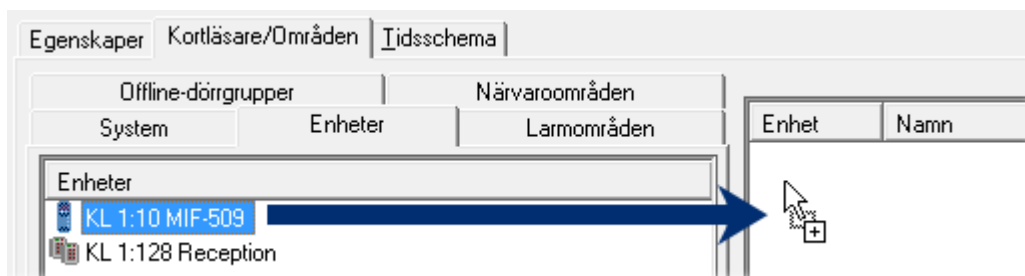 Egenskaper Kortläsare/Områden Tidsschema
Offline-dörrgrupper Närvaroområden
System Enheter Larmområden
Enhet Namn
Enheter
KL 1:10 MIF-509
KL 1:128 Reception